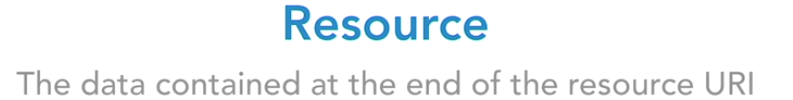 Resource
The data contained at the end of the resource URI